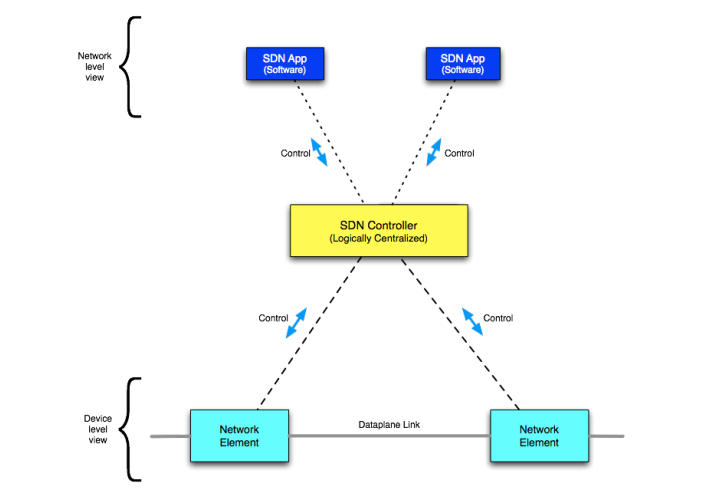 Network
level
view
SDN App
(Software)
SDN App
(Software)
Control
Control
SDN Controller
(Logically Centralized)
Control
Control
Device
level
view
Network
Element
Dataplane Link
Network
Element